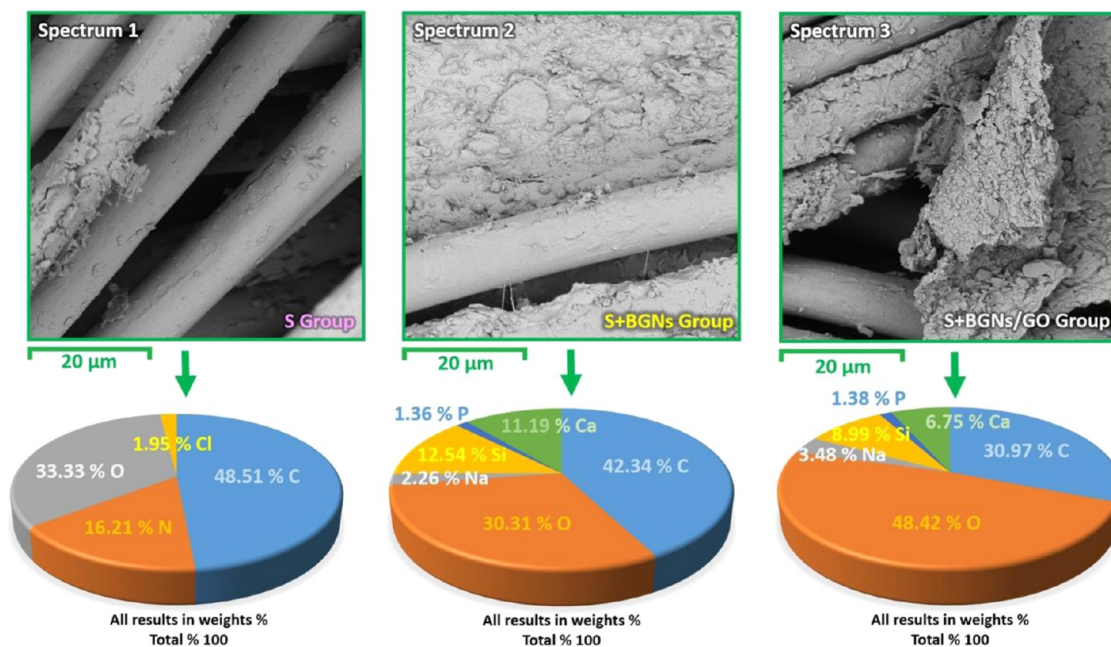 Spectrum 1
S Group
20 µm
1.95 % Cl
33.33 % O
48.51 % C
16.21 % N
All results in weights %
Total % 100
Spectrum 2
S+BGNs Group
20 µm
1.36 % P
11.19 % Ca
12.54 % Si
42.34 % C
2.26 % Na
30.31 % O
All results in weights %
Total % 100
Spectrum 3
S+BGNs/GO Group
20 µm
1.38 % P
6.75 % Ca
8.99 % Si
30.97 % C
3.48 % Na
48.42 % O
All results in weights %
Total % 100